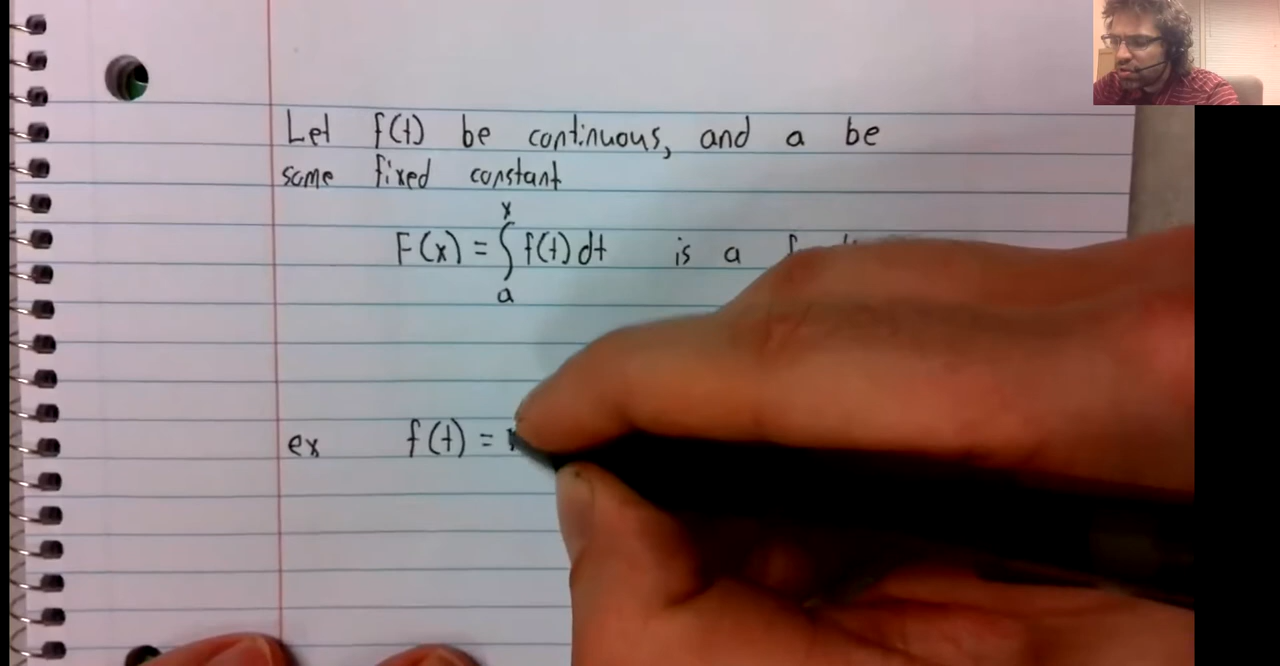 Let f(t) be continuous, and a be
some fixed constant
F(x) = ∫ₐˣ f(t) dt is a
ex f(t) =